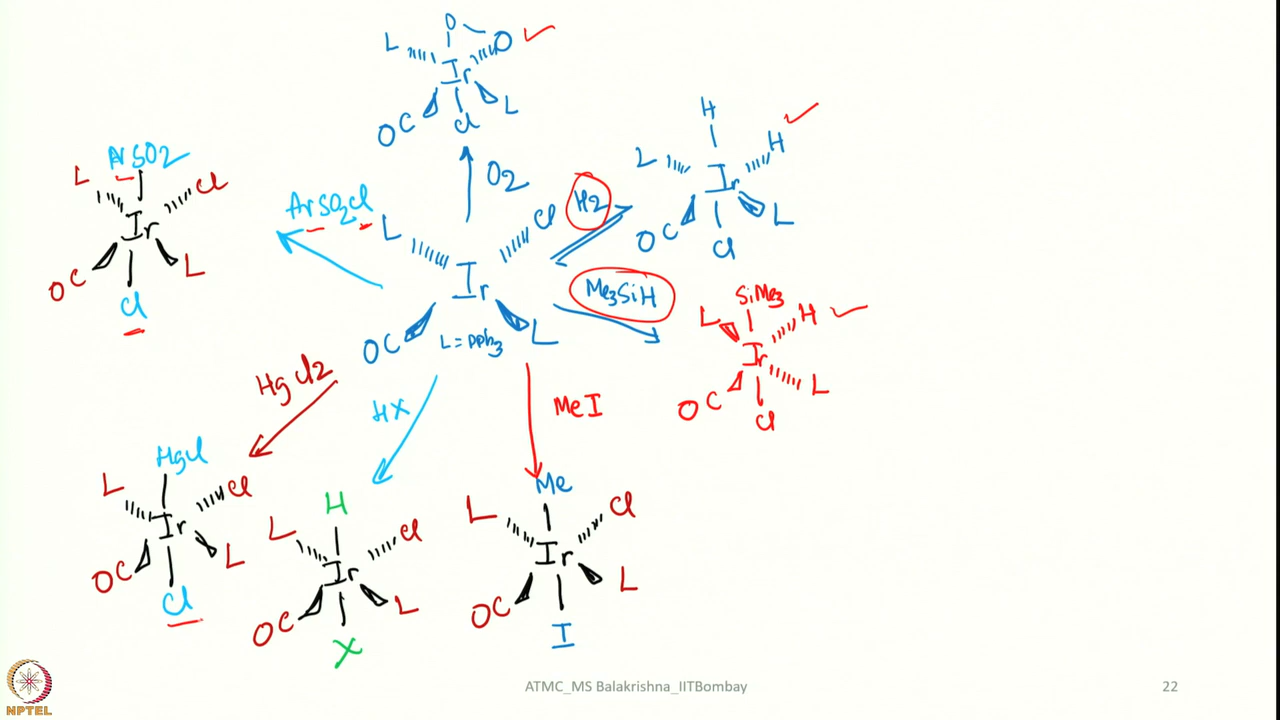 O
L O
Ir
OC Cl L
O2
H
L H
Ir
OC Cl L
H2
ArSO2
L Cl
Ir
OC Cl L
ArSO2Cl
L Cl
Ir
OC L=PPh3 L
Me3SiH
SiMe3
L H
Ir
OC Cl L
HgCl2
HX
MeI
HgCl
L Cl
Ir
OC Cl L
H
L Cl
Ir
OC X L
Me
L Cl
Ir
OC I L
NPTEL
ATMC_MS Balakrishna_IITBombay
22